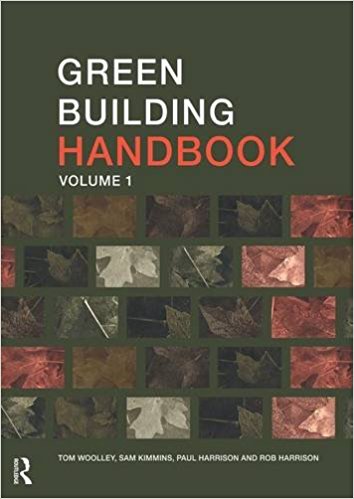 GREEN
BUILDING
HANDBOOK
VOLUME 1
TOM WOOLLEY, SAM KIMMINS, PAUL HARRISON AND ROB HARRISON
ROUTLEDGE